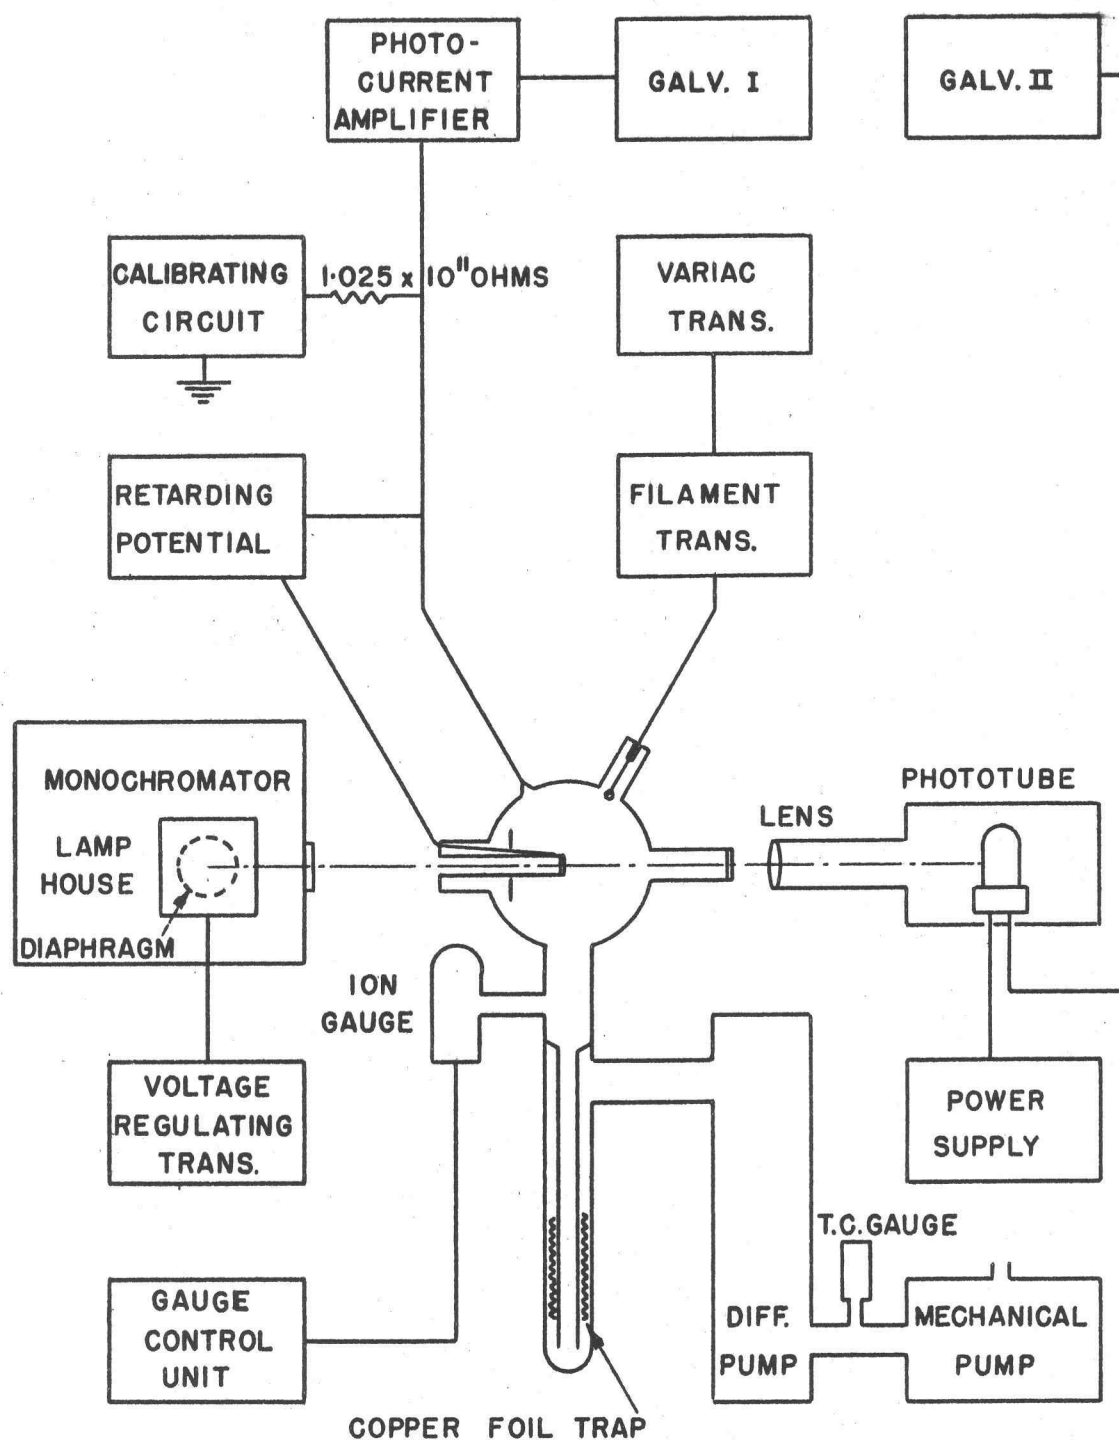 PHOTO-
CURRENT
AMPLIFIER
GALV. I
GALV. II
CALIBRATING
CIRCUIT
1·025 x 10" OHMS
VARIAC
TRANS.
RETARDING
POTENTIAL
FILAMENT
TRANS.
MONOCHROMATOR
LAMP
HOUSE
DIAPHRAGM
PHOTOTUBE
LENS
ION
GAUGE
VOLTAGE
REGULATING
TRANS.
POWER
SUPPLY
T.C. GAUGE
GAUGE
CONTROL
UNIT
DIFF.
PUMP
MECHANICAL
PUMP
COPPER FOIL TRAP